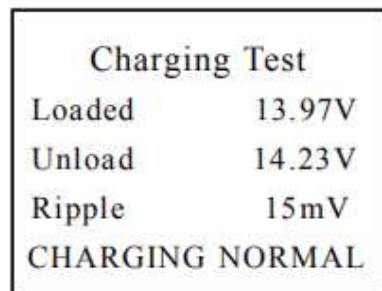 Charging Test
Loaded 13.97V
Unload 14.23V
Ripple 15mV
CHARGING NORMAL